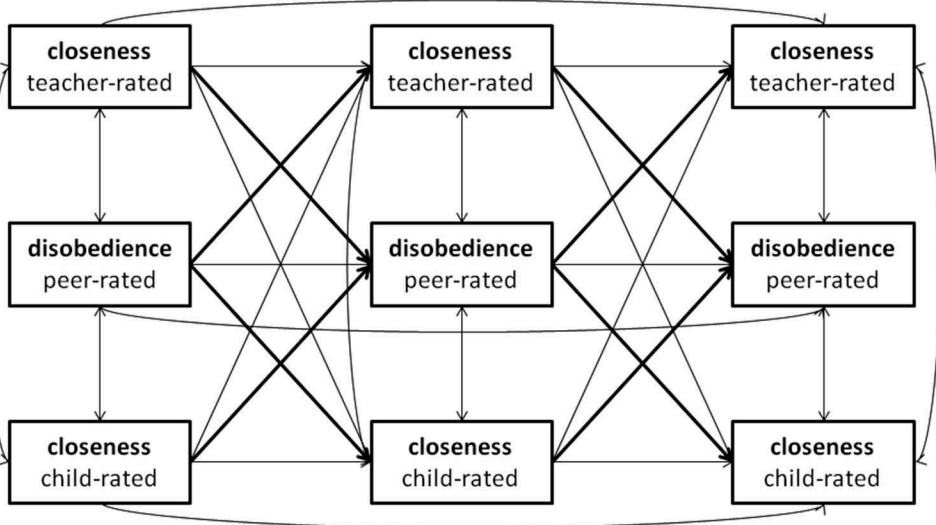 closeness
teacher-rated
closeness
teacher-rated
closeness
teacher-rated
disobedience
peer-rated
disobedience
peer-rated
disobedience
peer-rated
closeness
child-rated
closeness
child-rated
closeness
child-rated